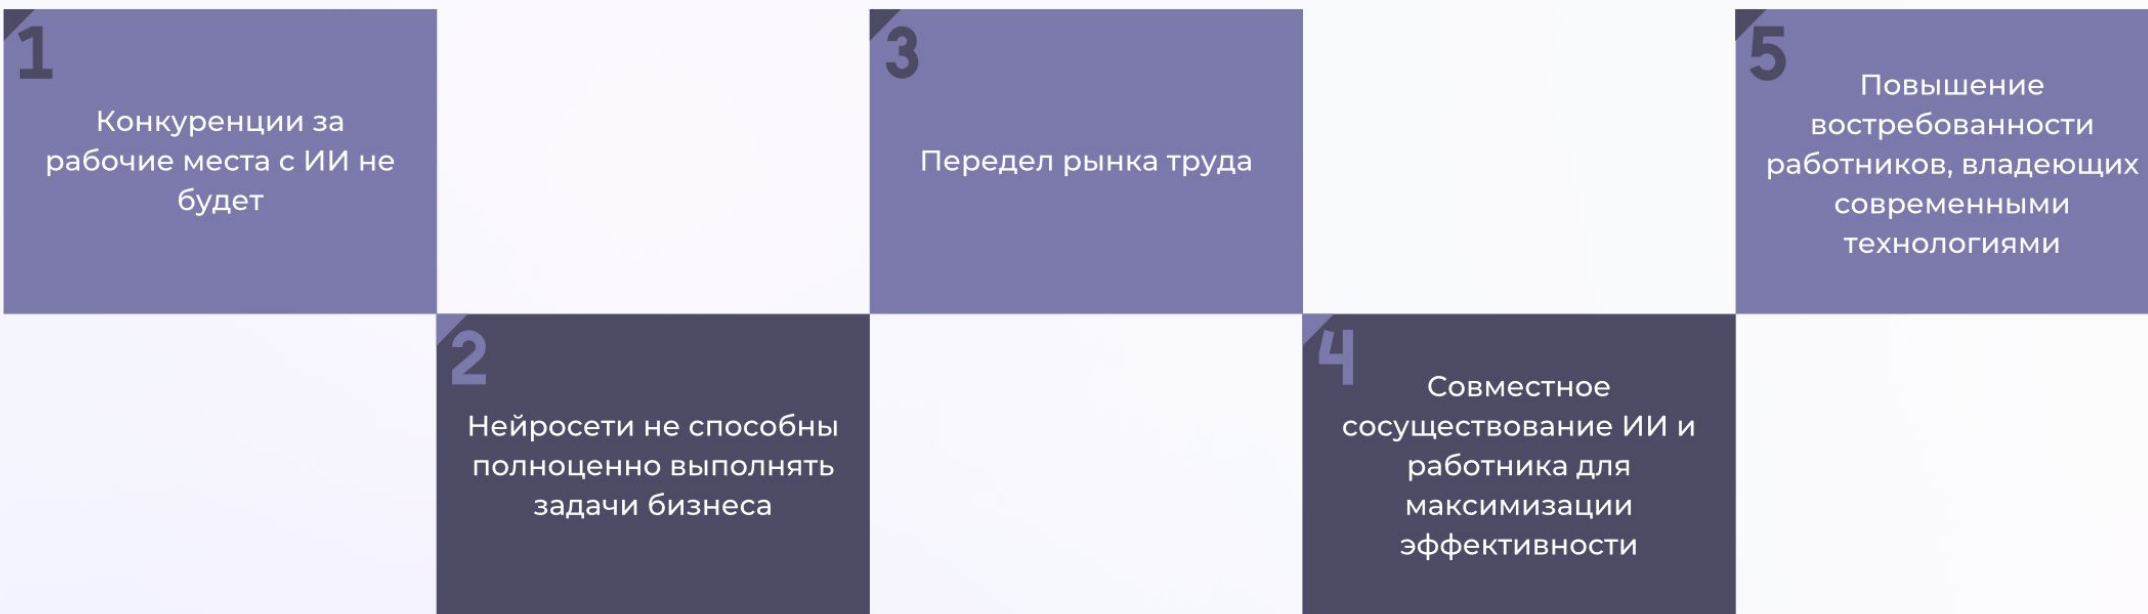 1
Конкуренции за
рабочие места с ИИ не
будет
2
Нейросети не способны
полноценно выполнять
задачи бизнеса
3
Передел рынка труда
4
Совместное
сосуществование ИИ и
работника для
максимизации
эффективности
5
Повышение
востребованности
работников, владеющих
современными
технологиями